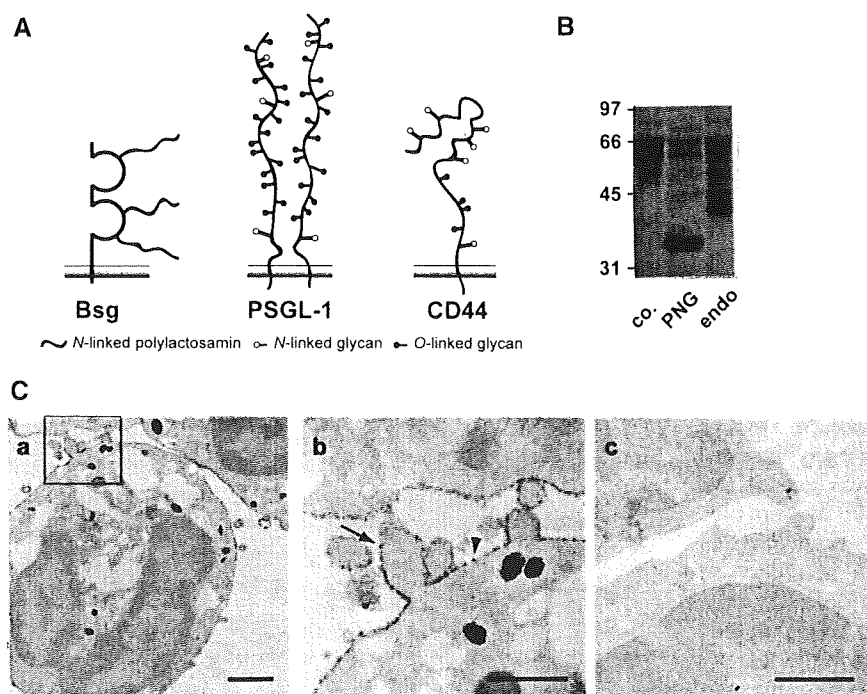 A
B
Bsg
PSGL-1
CD44
N-linked polylactosamin
N-linked glycan
O-linked glycan
97
66
45
31
co.
PNG
endo
C
a
b
c